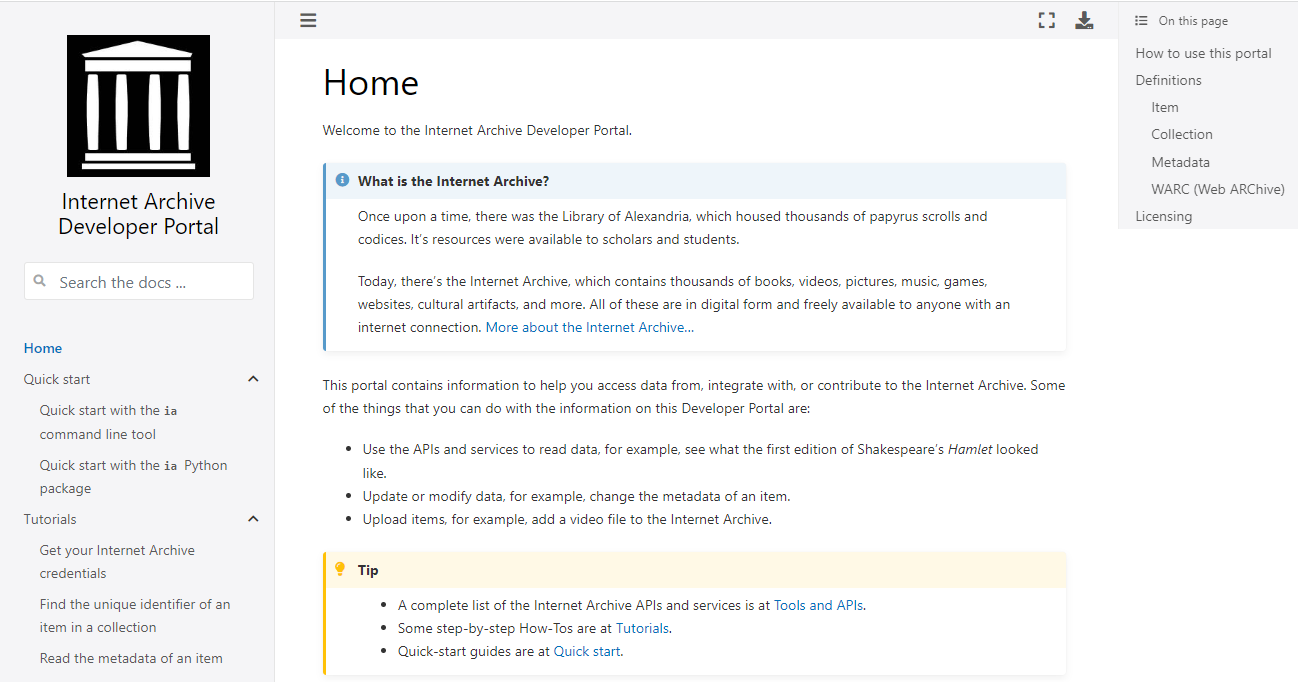 Internet Archive
Developer Portal
Search the docs ...
Home
Quick start
Quick start with the ia
command line tool
Quick start with the ia Python
package
Tutorials
Get your Internet Archive
credentials
Find the unique identifier of an
item in a collection
Read the metadata of an item
Home
Welcome to the Internet Archive Developer Portal.
What is the Internet Archive?
Once upon a time, there was the Library of Alexandria, which housed thousands of papyrus scrolls and
codices. It’s resources were available to scholars and students.
Today, there’s the Internet Archive, which contains thousands of books, videos, pictures, music, games,
websites, cultural artifacts, and more. All of these are in digital form and freely available to anyone with an
internet connection. More about the Internet Archive…
This portal contains information to help you access data from, integrate with, or contribute to the Internet Archive. Some
of the things that you can do with the information on this Developer Portal are:
• Use the APIs and services to read data, for example, see what the first edition of Shakespeare’s Hamlet looked
like.
• Update or modify data, for example, change the metadata of an item.
• Upload items, for example, add a video file to the Internet Archive.
Tip
• A complete list of the Internet Archive APIs and services is at Tools and APIs.
• Some step-by-step How-Tos are at Tutorials.
• Quick-start guides are at Quick start.
On this page
How to use this portal
Definitions
Item
Collection
Metadata
WARC (Web ARChive)
Licensing